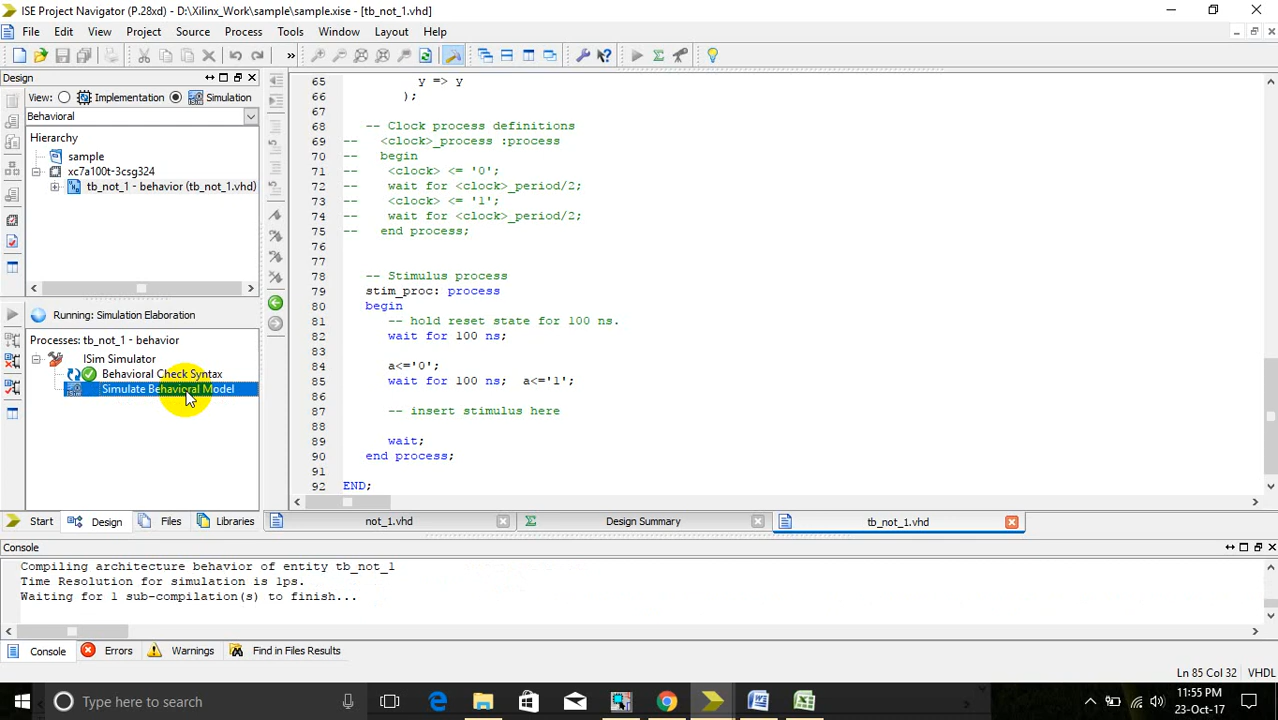 ISE Project Navigator (P.28xd) - D:\Xilinx_Work\sample\sample.xise - [tb_not_1.vhd]
File Edit View Project Source Process Tools Window Layout Help
Design
View: Implementation Simulation
Behavioral
Hierarchy
sample
xc7a100t-3csg324
tb_not_1 - behavior (tb_not_1.vhd)
Running: Simulation Elaboration
Processes: tb_not_1 - behavior
ISim Simulator
Behavioral Check Syntax
Simulate Behavioral Model
65 y => y
66 );
67
68 -- Clock process definitions
69 -- <clock>_process :process
70 -- begin
71 -- <clock> <= '0';
72 -- wait for <clock>_period/2;
73 -- <clock> <= '1';
74 -- wait for <clock>_period/2;
75 -- end process;
76
77
78 -- Stimulus process
79 stim_proc: process
80 begin
81 -- hold reset state for 100 ns.
82 wait for 100 ns;
83
84 a<='0';
85 wait for 100 ns; a<='1';
86
87 -- insert stimulus here
88
89 wait;
90 end process;
91
92 END;
Start Design Files Libraries
not_1.vhd Design Summary tb_not_1.vhd
Console
Compiling architecture behavior of entity tb_not_1
Time Resolution for simulation is 1ps.
Waiting for 1 sub-compilation(s) to finish...
Console Errors Warnings Find in Files Results
Ln 85 Col 32 VHDL
Type here to search
11:55 PM
23-Oct-17